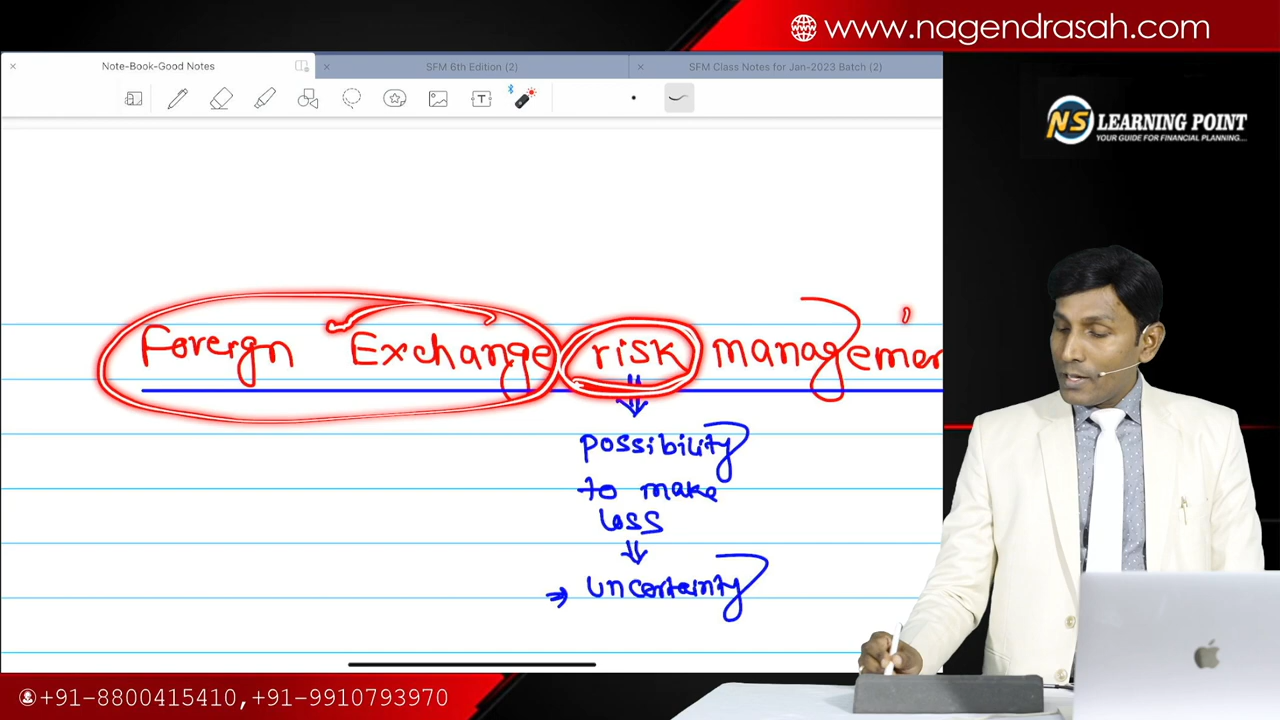 www.nagendrasah.com
Note-Book-Good Notes
SFM 6th Edition (2)
SFM Class Notes for Jan-2023 Batch (2)
T
NS LEARNING POINT
YOUR GUIDE FOR FINANCIAL PLANNING....
Foreign Exchange risk managemen
possibility
to make
loss
uncertainty
+91-8800415410,+91-9910793970